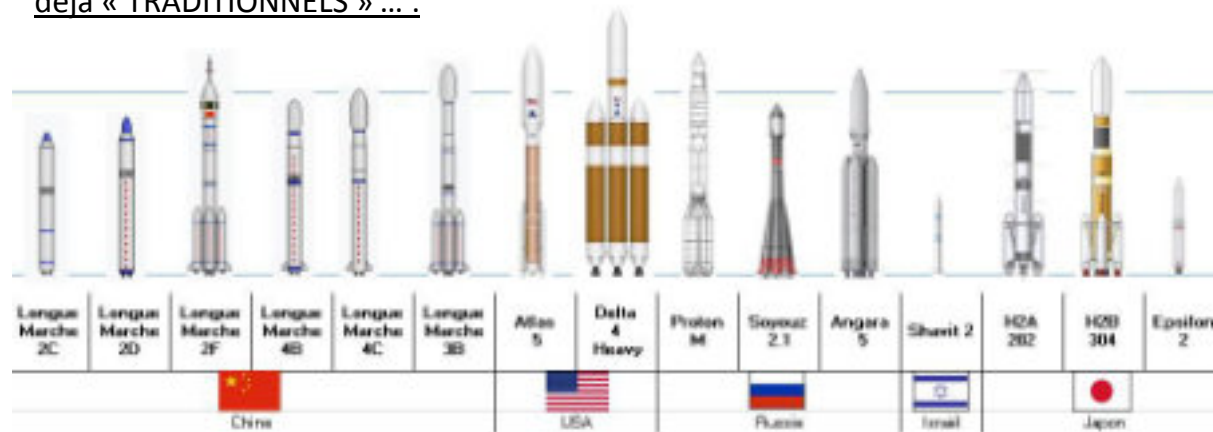 déjà « TRADITIONNELS » … :
Longue Marche 2C
Longue Marche 2D
Longue Marche 2F
Longue Marche 4B
Longue Marche 4C
Longue Marche 3B
Atlas 5
Delta 4 Heavy
Proton M
Soyouz 2.1
Angara 5
Shavit 2
H2A 202
H2B 304
Epsilon 2
Chine
USA
Russie
Israël
Japon